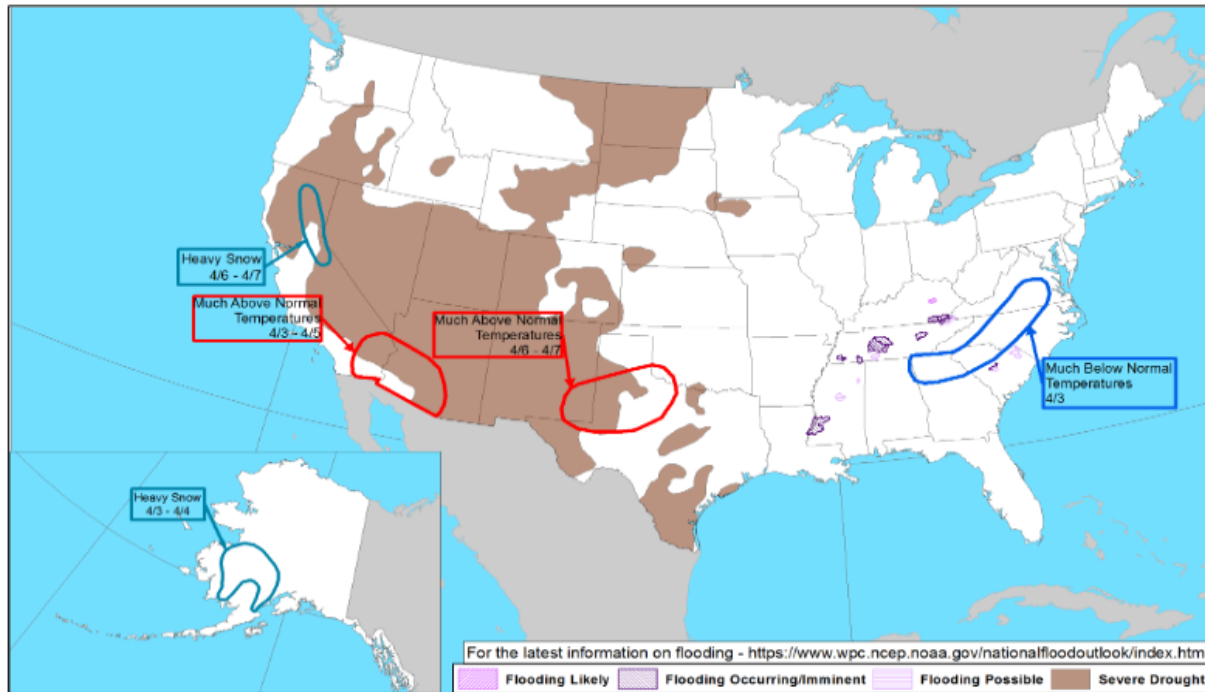 Heavy Snow
4/6 - 4/7
Much Above Normal
Temperatures
4/3 - 4/5
Much Above Normal
Temperatures
4/6 - 4/7
Much Below Normal
Temperatures
4/3
Heavy Snow
4/3 - 4/4
For the latest information on flooding - https://www.wpc.ncep.noaa.gov/nationalfloodoutlook/index.htm
Flooding Likely
Flooding Occurring/Imminent
Flooding Possible
Severe Drought